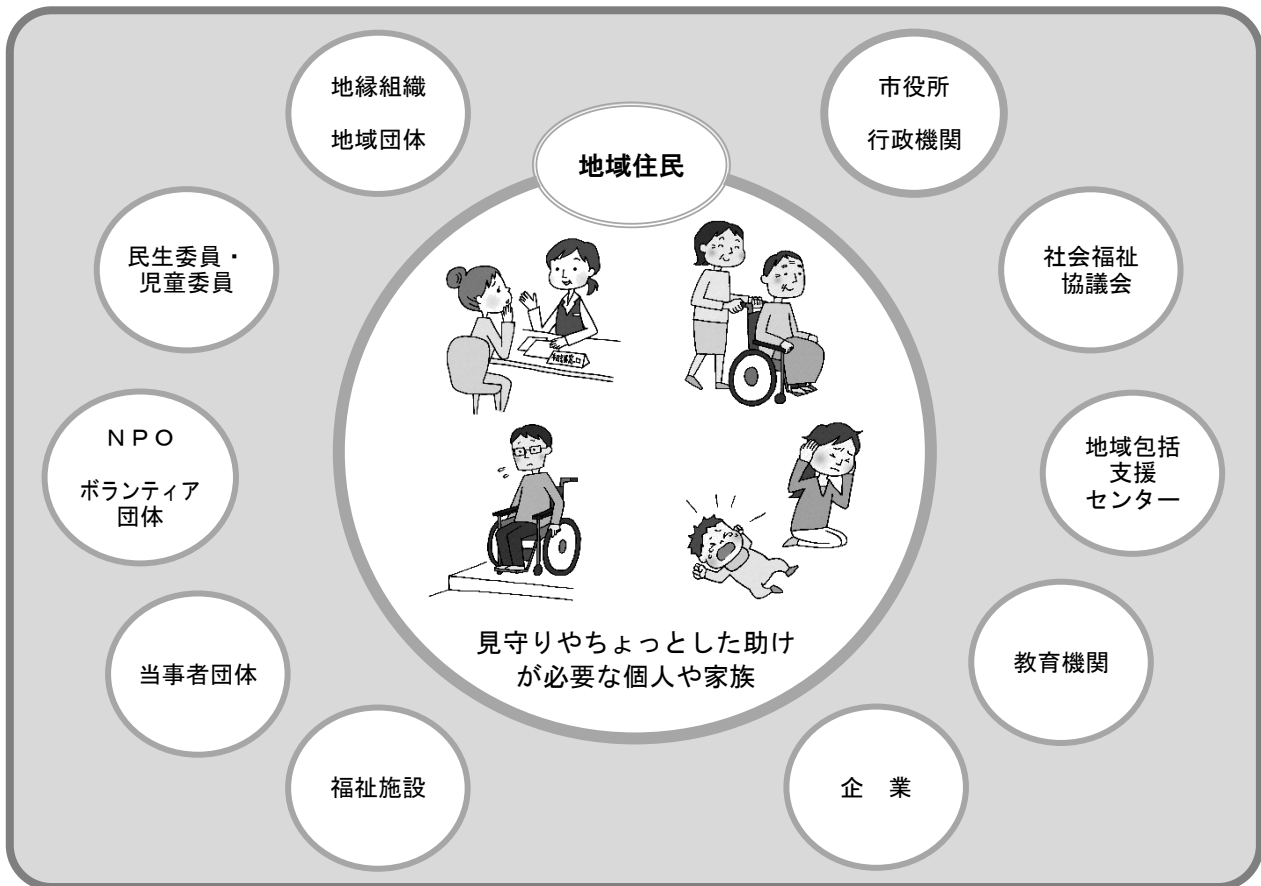 地縁組織
地域団体
市役所
行政機関
地域住民
民生委員・
児童委員
社会福祉
協議会
ＮＰＯ
ボランティア
団体
地域包括
支援
センター
当事者団体
教育機関
福祉施設
企　業
相談窓口
見守りやちょっとした助け
が必要な個人や家族